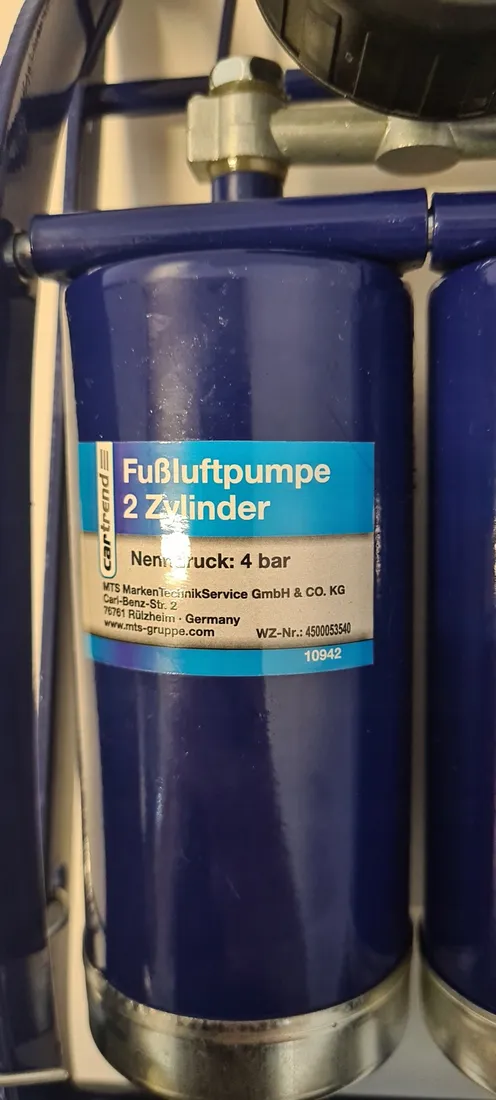 cartrend
Fußluftpumpe
2 Zylinder
Nenndruck: 4 bar
MTS MarkenTechnikService GmbH & CO. KG
Carl-Benz-Str. 2
76761 Rülzheim · Germany
www.mts-gruppe.com WZ-Nr.: 4500053540
10942